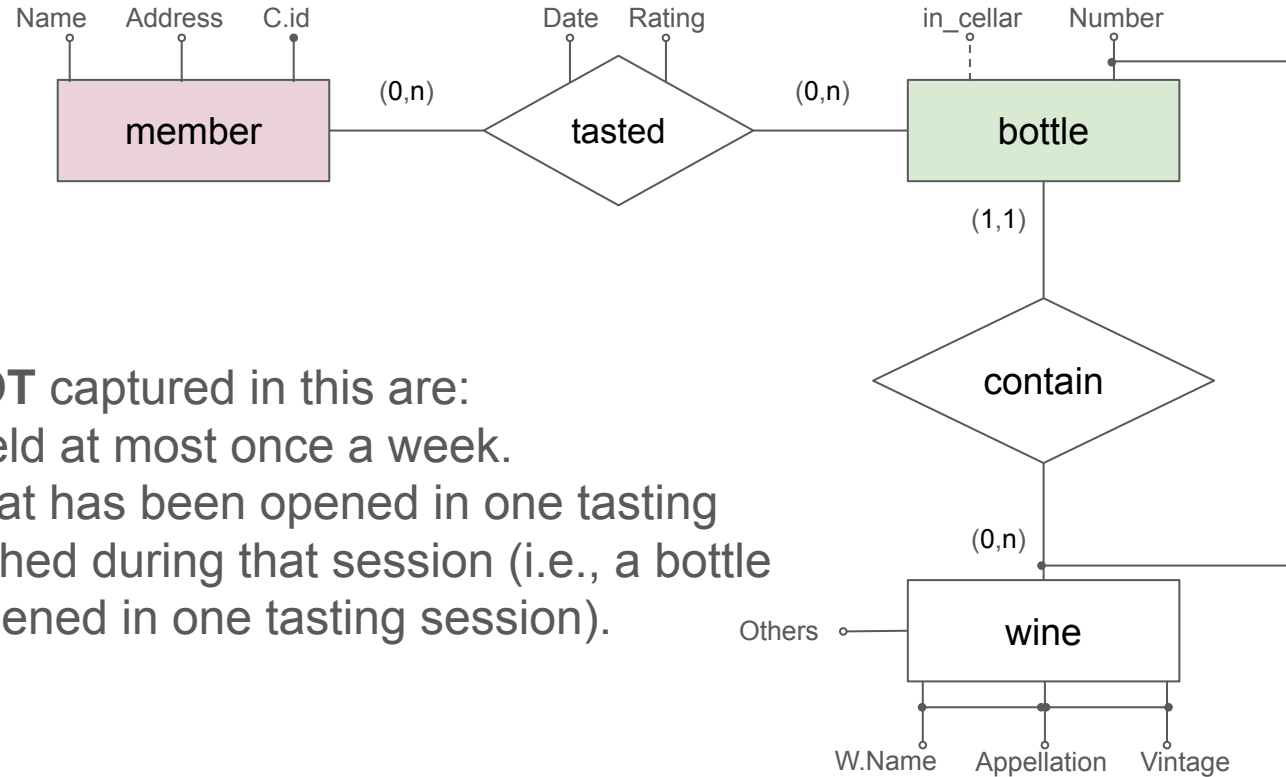 Name Address C.id Date Rating in_cellar Number
(0,n) (0,n)
member tasted bottle
(1,1)
contain
OT captured in this are:
eld at most once a week.
at has been opened in one tasting
(0,n)
hed during that session (i.e., a bottle
ened in one tasting session).
Others wine
W.Name Appellation Vintage